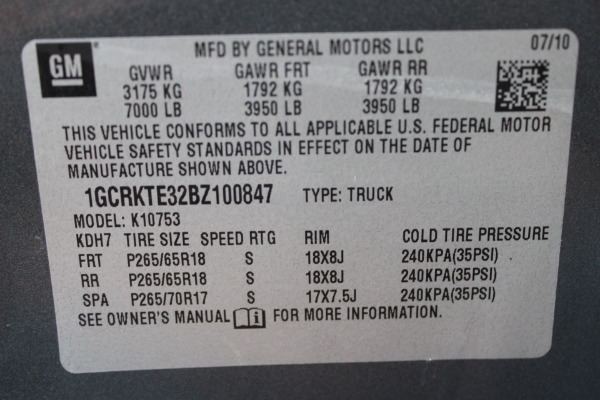 GM
MFD BY GENERAL MOTORS LLC 07/10
GVWR GAWR FRT GAWR RR
3175 KG 1792 KG 1792 KG
7000 LB 3950 LB 3950 LB
THIS VEHICLE CONFORMS TO ALL APPLICABLE U.S. FEDERAL MOTOR
VEHICLE SAFETY STANDARDS IN EFFECT ON THE DATE OF
MANUFACTURE SHOWN ABOVE.
1GCRKTE32BZ100847 TYPE: TRUCK
MODEL: K10753
KDH7 TIRE SIZE SPEED RTG RIM COLD TIRE PRESSURE
FRT P265/65R18 S 18X8J 240KPA(35PSI)
RR P265/65R18 S 18X8J 240KPA(35PSI)
SPA P265/70R17 S 17X7.5J 240KPA(35PSI)
SEE OWNER'S MANUAL i FOR MORE INFORMATION.